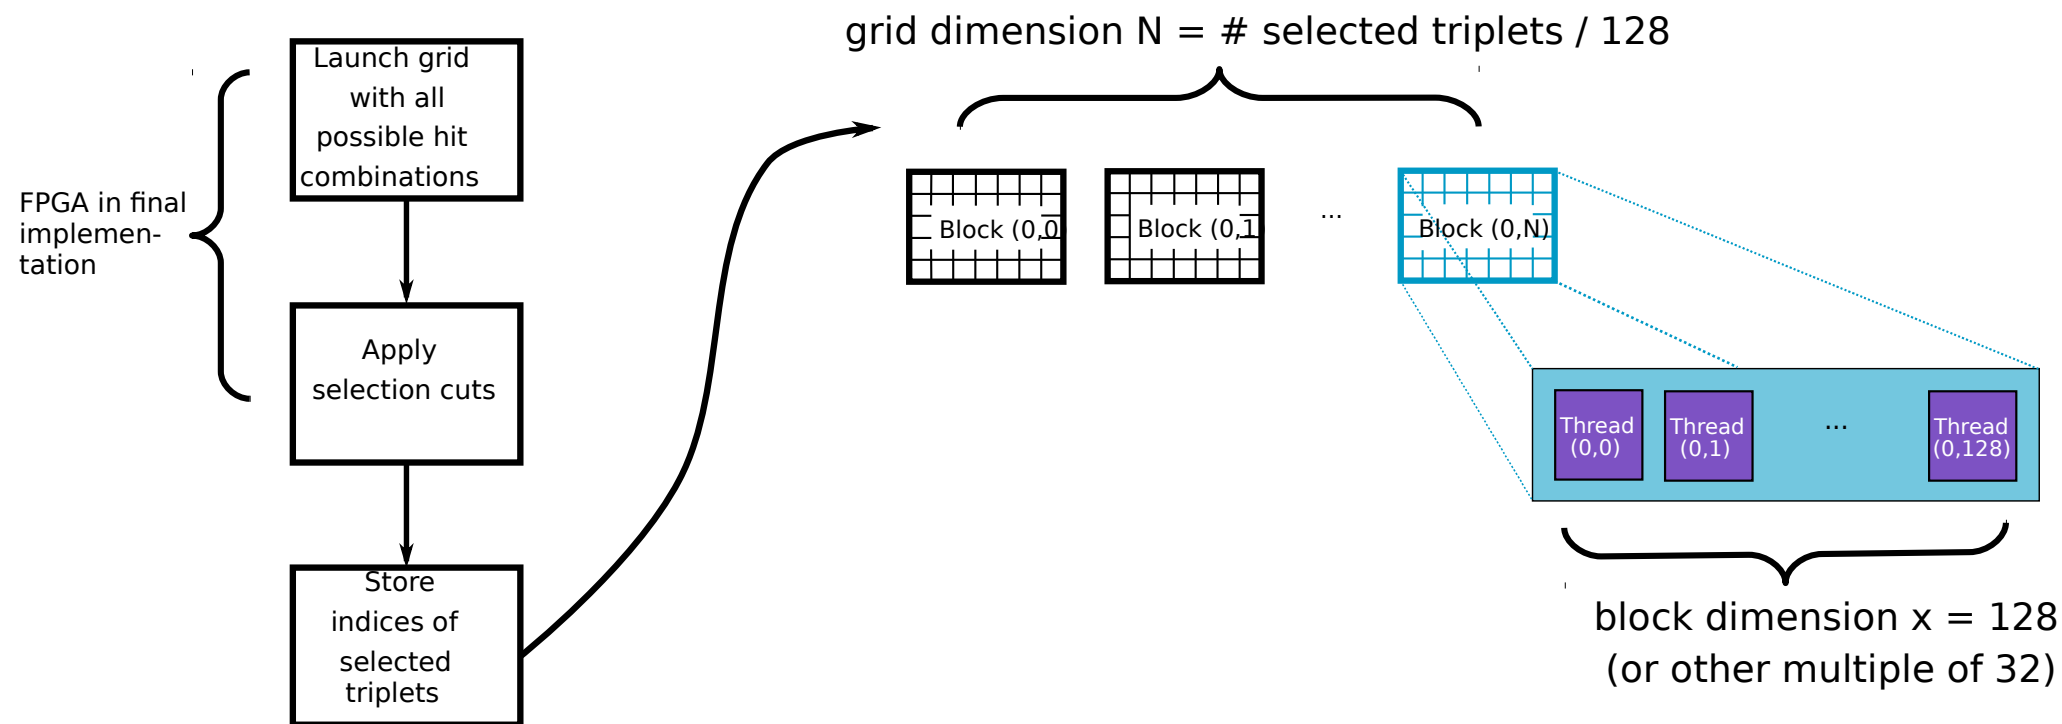 Launch grid
with all
possible hit
combinations
FPGA in final
implemen-
tation
Apply
selection cuts
Store
indices of
selected
triplets
grid dimension N = # selected triplets / 128
Block (0,0
Block (0,1
...
Block (0,N)
Thread
(0,0)
Thread
(0,1)
...
Thread
(0,128)
block dimension x = 128
(or other multiple of 32)